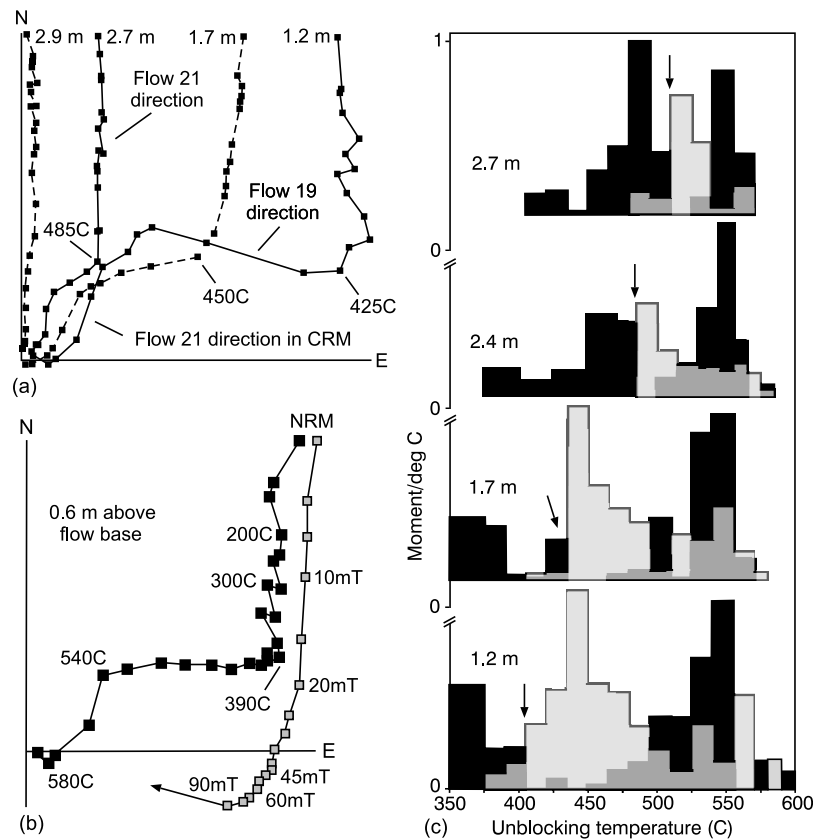 N
2.9 m
2.7 m
1.7 m
1.2 m
Flow 21
direction
Flow 19
direction
485C
450C
425C
Flow 21 direction in CRM
E
(a)
N
NRM
0.6 m above
flow base
200C
300C
10mT
540C
390C
20mT
E
580C
90mT
45mT
60mT
(b)
1
2.7 m
0
2.4 m
0
Moment/deg C
1.7 m
0
1.2 m
0
350
400
450
500
550
600
(c)
Unblocking temperature (C)